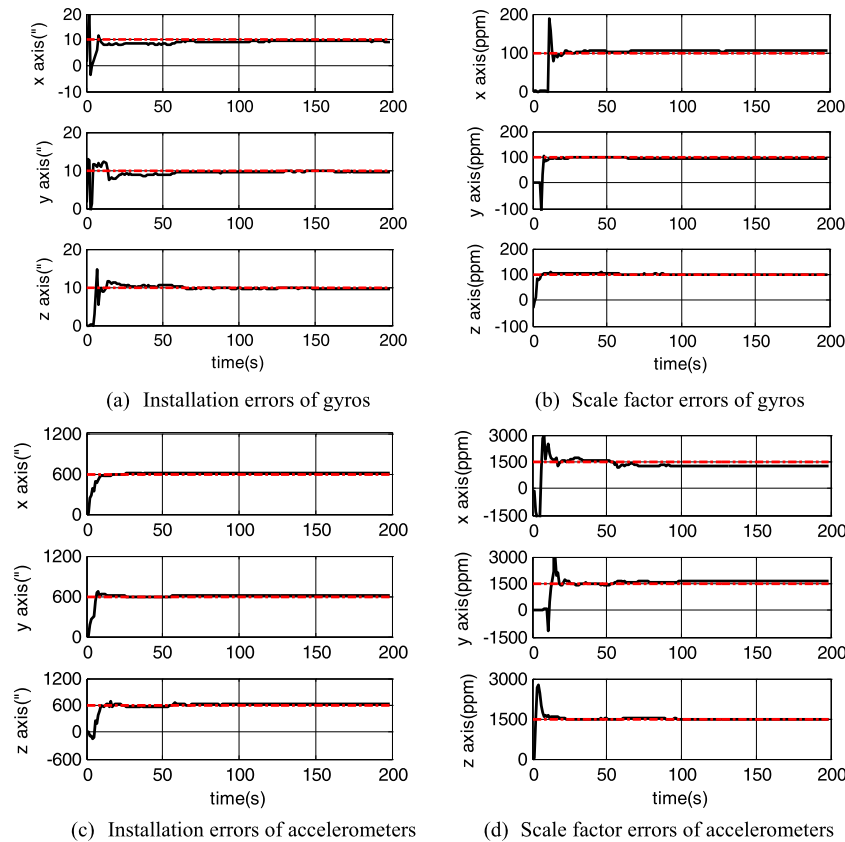 x axis(")
20
10
0
-10
0 50 100 150 200
y axis(")
20
10
0
0 50 100 150 200
z axis(")
20
10
0
0 50 100 150 200
time(s)
(a) Installation errors of gyros
x axis(ppm)
200
100
0
0 50 100 150 200
y axis(ppm)
200
100
0
-100
0 50 100 150 200
z axis(ppm)
200
100
0
-100
0 50 100 150 200
time(s)
(b) Scale factor errors of gyros
x axis(")
1200
600
0
0 50 100 150 200
y axis(")
1200
600
0
0 50 100 150 200
z axis(")
1200
600
0
-600
0 50 100 150 200
time(s)
(c) Installation errors of accelerometers
x axis(ppm)
3000
1500
0
-1500
0 50 100 150 200
y axis(ppm)
3000
1500
0
-1500
0 50 100 150 200
z axis(ppm)
3000
1500
0
0 50 100 150 200
time(s)
(d) Scale factor errors of accelerometers